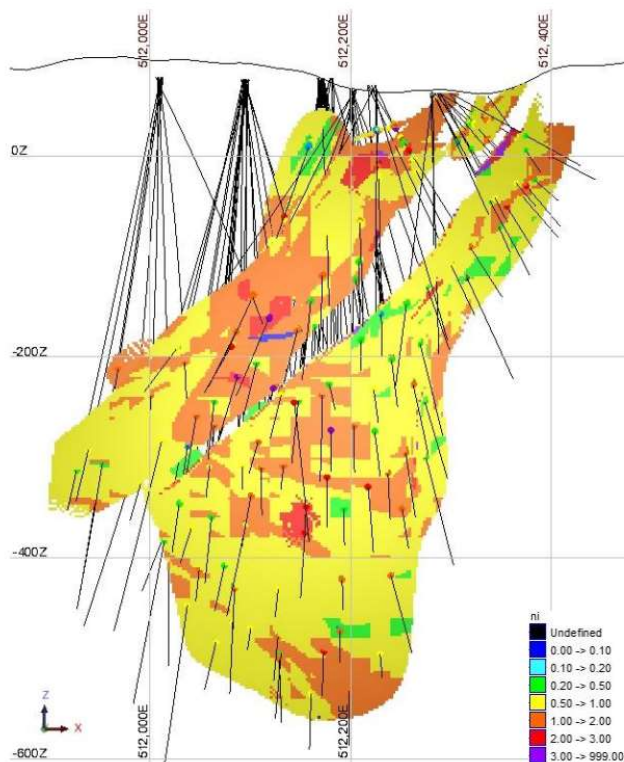 512,000E
512,200E
512,400E
0Z
-200Z
-400Z
-600Z
512,000E
512,200E
Z
X
ni
Undefined
0.00 -> 0.10
0.10 -> 0.20
0.20 -> 0.50
0.50 -> 1.00
1.00 -> 2.00
2.00 -> 3.00
3.00 -> 999.00